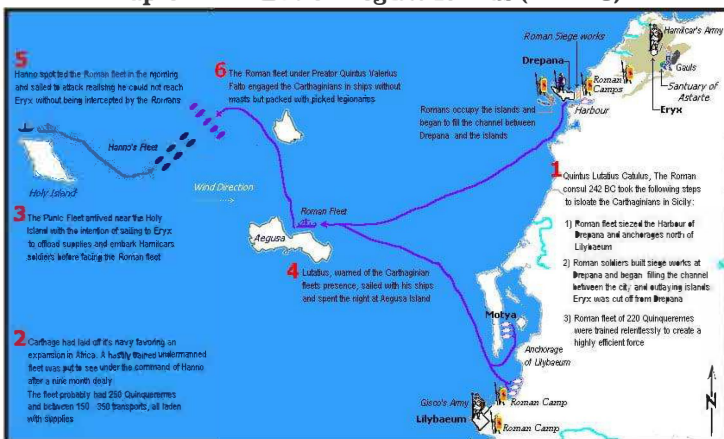 5
Hanno spotted the Roman fleet in the morning
and sailed to attack realising he could not reach
Eryx without being intercepted by the Romans
6 The Roman fleet under Preator Quintus Valerius
Falto engaged the Carthaginians in ships without
masts but packed with picked legionaries
Roman Siege works
Drepana
Hamilcar's Army
Gauls
Santuary of
Astarte
Eryx
Roman
Camps
Harbour
Romans occupy the islands and
began to fill the channel between
Drepana and the islands
Hanno's Fleet
Holy Island
Wind Direction
1
Quintus Lutatius Catulus, The Roman
consul 242 BC took the following steps
to isloate the Carthaginians in Sicily:
1) Roman fleet siezed the Harbour of
Drepana and anchorages north of
Lilybaeum
2) Roman soldiers built siege works at
Drepana and began filling the channel
between the city and outlaying islands
Eryx was cut off from Drepana
3) Roman fleet of 220 Quinqueremes
were trained relentlessly to create a
highly efficient force
3 The Punic Fleet arrived near the Holy
Island with the intention of sailing to Eryx
to offload supplies and embark Hamilcars
soldiers before facing the Roman fleet
Roman Fleet
Aegusa
4 Lutatius, warned of the Carthaginian
fleets presence, sailed with his ships
and spent the night at Aegusa Island
2
Carthage had laid off it's navy favoring an
expansion in Africa. A hastily trained undermanned
fleet was put to see under the command of Hanno
after a nine month dealy
The fleet probably had 250 Quinqueremes
and between 150 - 350 transports, all laden
with supplies
Motya
Anchorage
of Lilybaeum
Gisco's Army
Lilybaeum
Roman Camp
Roman Camp
N